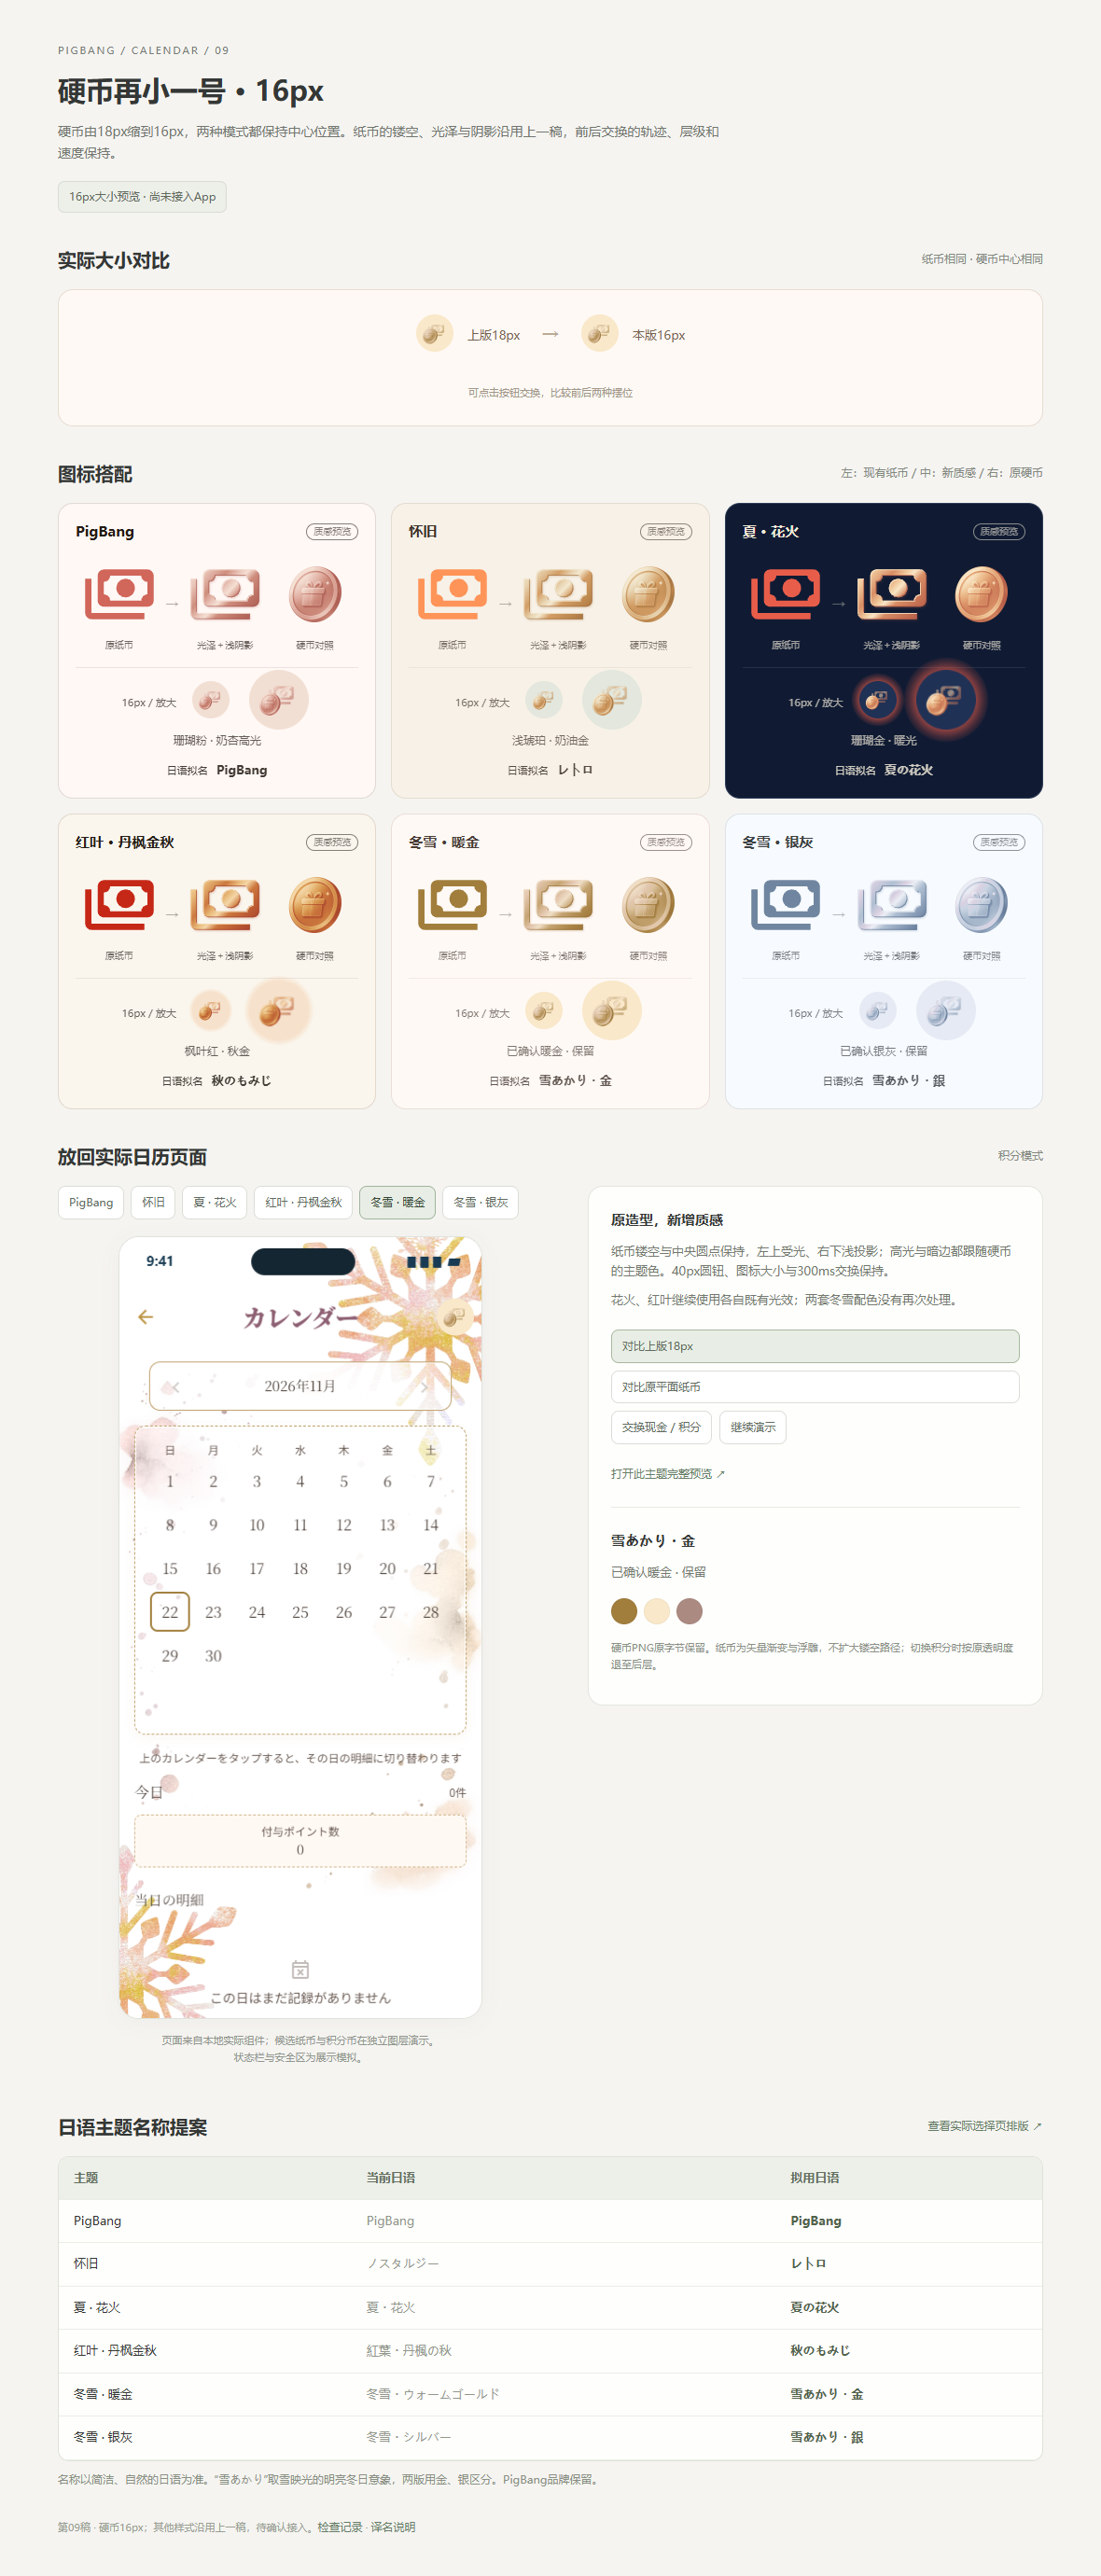 PIGBANG / CALENDAR / 09
硬币再小一号 · 16px
硬币由18px缩到16px，两种模式都保持中心位置。纸币的镂空、光泽与阴影沿用上一稿，前后交换的轨迹、层级和
速度保持。
16px大小预览 · 尚未接入App
实际大小对比
纸币相同 · 硬币中心相同
上版18px
→
本版16px
可点击按钮交换，比较前后两种摆位
图标搭配
左：现有纸币 / 中：新质感 / 右：原硬币
PigBang
质感预览
→
原纸币
光泽 + 浅阴影
硬币对照
16px / 放大
珊瑚粉 · 奶杏高光
日语拟名 PigBang
怀旧
质感预览
→
原纸币
光泽 + 浅阴影
硬币对照
16px / 放大
浅琥珀 · 奶油金
日语拟名 レトロ
夏 · 花火
质感预览
→
原纸币
光泽 + 浅阴影
硬币对照
16px / 放大
珊瑚金 · 暖光
日语拟名 夏の花火
红叶 · 丹枫金秋
质感预览
→
原纸币
光泽 + 浅阴影
硬币对照
16px / 放大
枫叶红 · 秋金
日语拟名 秋のもみじ
冬雪 · 暖金
质感预览
→
原纸币
光泽 + 浅阴影
硬币对照
16px / 放大
已确认暖金 · 保留
日语拟名 雪あかり · 金
冬雪 · 银灰
质感预览
→
原纸币
光泽 + 浅阴影
硬币对照
16px / 放大
已确认银灰 · 保留
日语拟名 雪あかり · 銀
放回实际日历页面
积分模式
PigBang
怀旧
夏 · 花火
红叶 · 丹枫金秋
冬雪 · 暖金
冬雪 · 银灰
9:41
カレンダー
2026年11月
日 月 火 水 木 金 土
1 2 3 4 5 6 7
8 9 10 11 12 13 14
15 16 17 18 19 20 21
22 23 24 25 26 27 28
29 30
上のカレンダーをタップすると、その日の明細に切り替わります
今日
0件
付与ポイント数
0
当日の明細
この日はまだ記録がありません
页面来自本地实际组件；候选纸币与积分币在独立图层演示。
状态栏与安全区为展示模拟。
原造型，新增质感
纸币镂空与中央圆点保持，左上受光、右下浅投影；高光与暗边都跟随硬币
的主题色。40px圆钮、图标大小与300ms交换保持。
花火、红叶继续使用各自既有光效；两套冬雪配色没有再次处理。
对比上版18px
对比原平面纸币
交换现金 / 积分
继续演示
打开此主题完整预览 ↗
雪あかり · 金
已确认暖金 · 保留
硬币PNG原字节保留。纸币为矢量渐变与浮雕，不扩大镂空路径；切换积分时按原透明度
退至后层。
日语主题名称提案
查看实际选择页排版 ↗
主题 当前日语 拟用日语
PigBang PigBang PigBang
怀旧 ノスタルジー レトロ
夏 · 花火 夏・花火 夏の花火
红叶 · 丹枫金秋 紅葉・丹楓の秋 秋のもみじ
冬雪 · 暖金 冬雪・ウォームゴールド 雪あかり・金
冬雪 · 银灰 冬雪・シルバー 雪あかり・銀
名称以简洁、自然的日语为准。“雪あかり”取雪映光的明亮冬日意象，两版用金、银区分。PigBang品牌保留。
第09稿 · 硬币16px；其他样式沿用上一稿，待确认接入。检查记录 · 译名说明